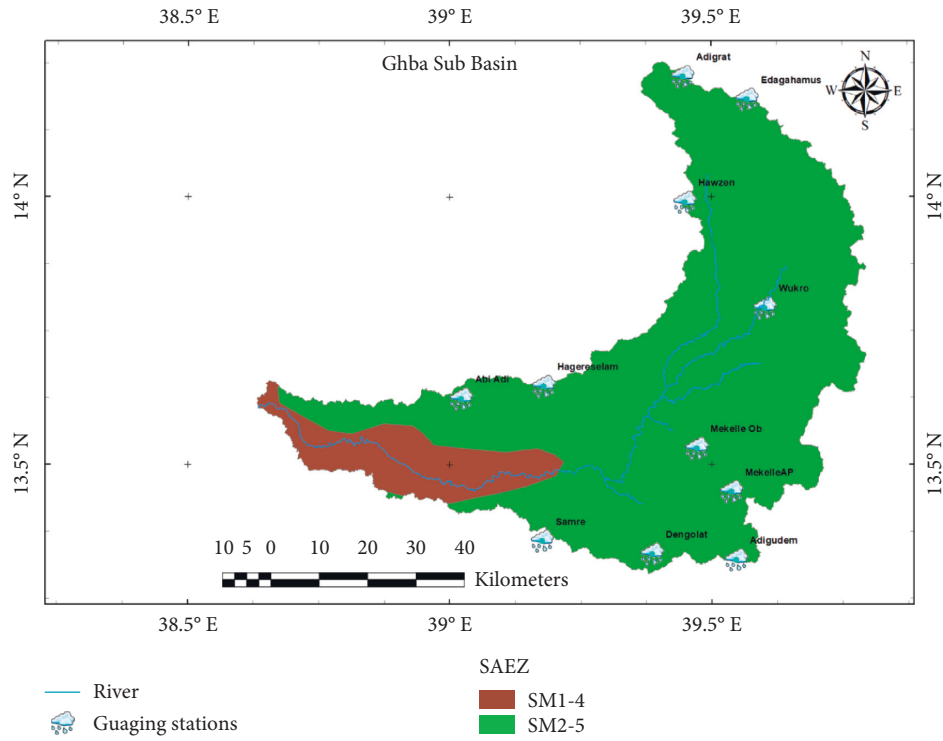 38.5° E 39° E 39.5° E
Ghba Sub Basin
Adigrat
Edagahamus
N
W E
S
14° N 14° N
Hawzen
Wukro
Hagereselam
Abi Adi
Mekelle Ob
13.5° N 13.5° N
MekelleAP
Samre
Dengolat
Adigudem
10 5 0 10 20 30 40
Kilometers
38.5° E 39° E 39.5° E
River
Guaging stations
SAEZ
SM1-4
SM2-5